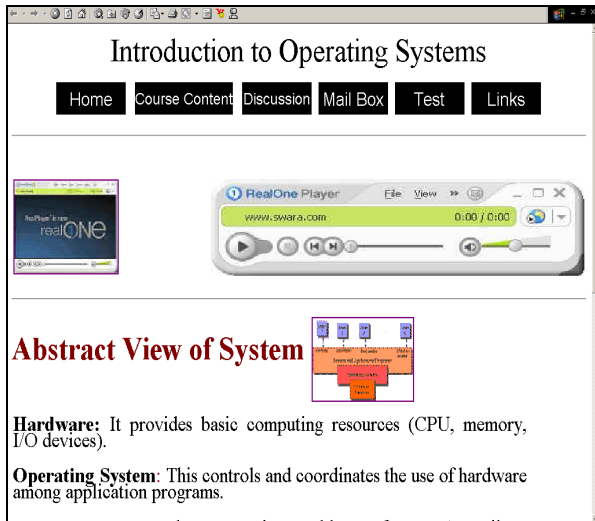 Introduction to Operating Systems
Home Course Content Discussion Mail Box Test Links
realONE
RealOne Player File View »
www.swara.com 0:00 / 0:00
Abstract View of System
Hardware: It provides basic computing resources (CPU, memory,
I/O devices).
Operating System: This controls and coordinates the use of hardware
among application programs.